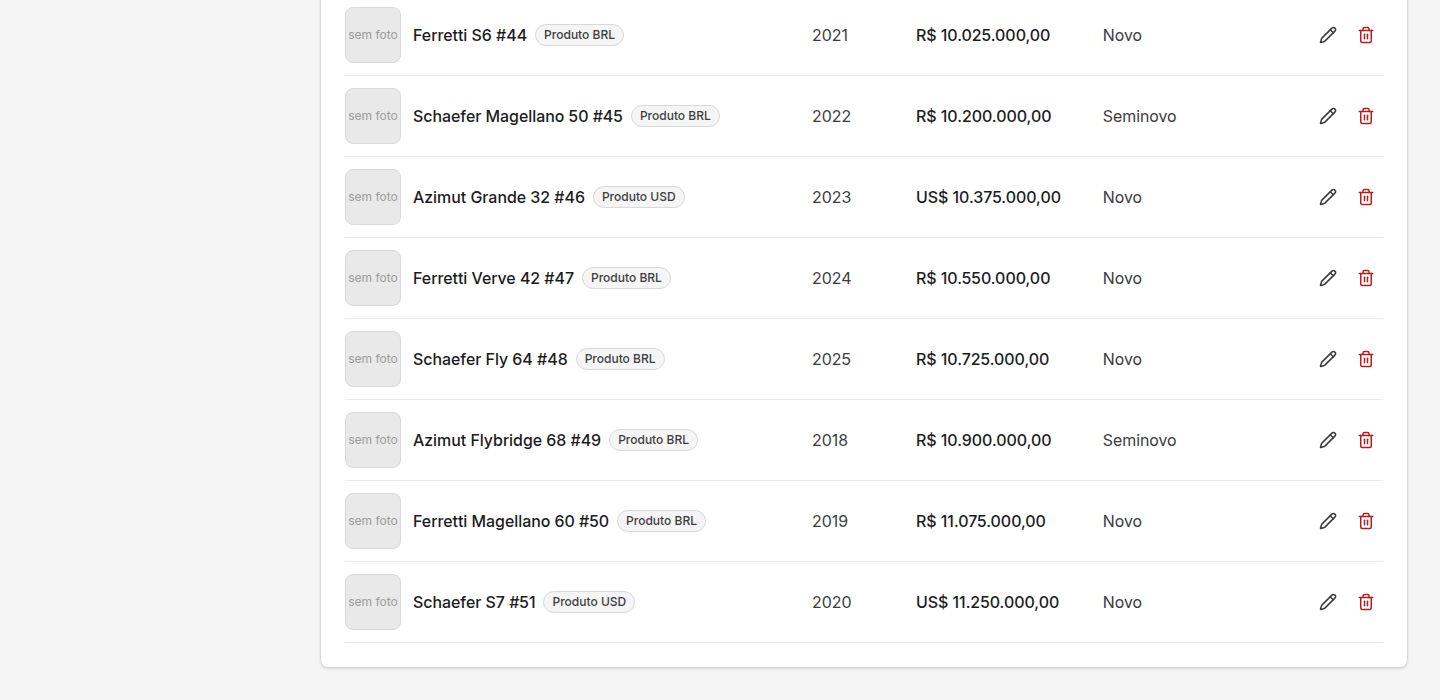 sem foto Ferretti S6 #44 Produto BRL 2021 R$ 10.025.000,00 Novo
sem foto Schaefer Magellano 50 #45 Produto BRL 2022 R$ 10.200.000,00 Seminovo
sem foto Azimut Grande 32 #46 Produto USD 2023 US$ 10.375.000,00 Novo
sem foto Ferretti Verve 42 #47 Produto BRL 2024 R$ 10.550.000,00 Novo
sem foto Schaefer Fly 64 #48 Produto BRL 2025 R$ 10.725.000,00 Novo
sem foto Azimut Flybridge 68 #49 Produto BRL 2018 R$ 10.900.000,00 Seminovo
sem foto Ferretti Magellano 60 #50 Produto BRL 2019 R$ 11.075.000,00 Novo
sem foto Schaefer S7 #51 Produto USD 2020 US$ 11.250.000,00 Novo